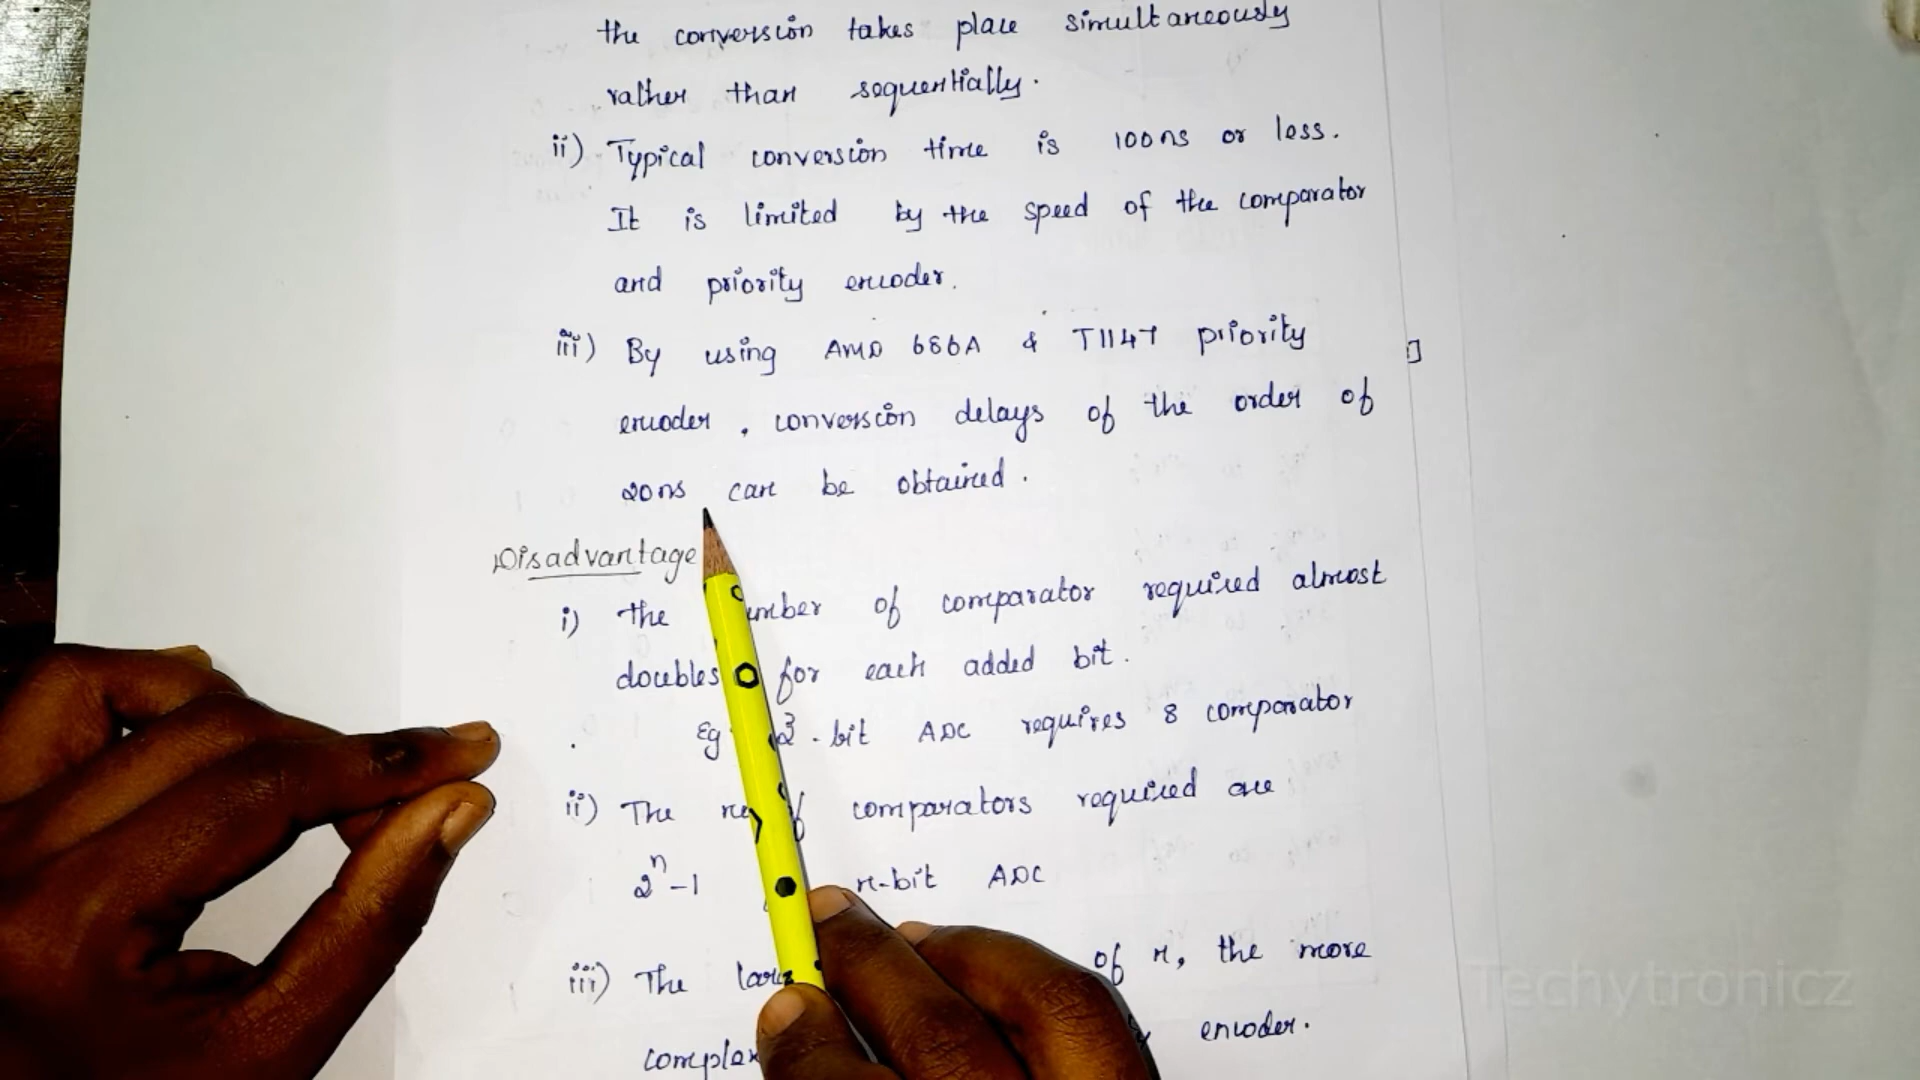 the conversion takes place simultaneously
rather than sequentially.
ii) Typical conversion time is 100ns or less.
It is limited by the speed of the comparator
and priority encoder.
iii) By using AMD 686A & T1147 priority
encoder, conversion delays of the order of
20ns can be obtained.
Disadvantage
i) The of comparator required almost
doubles for each added bit.
Eg 3-bit ADC requires 8 comparator
ii) The comparators required are
2^n-1 n-bit ADC
iii) The of n, the more
encoder.
Techytronicz